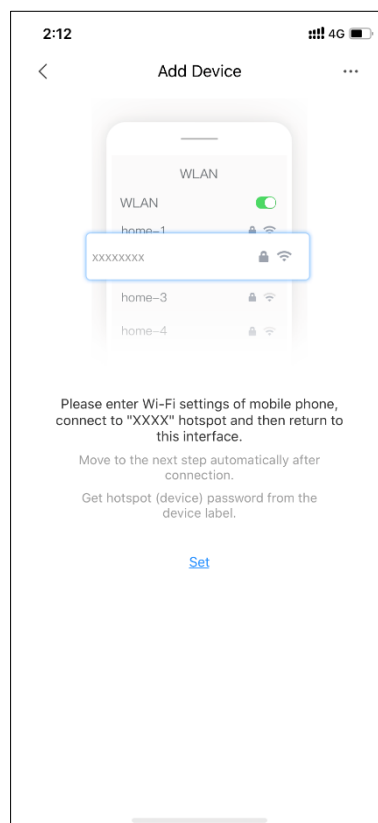 2:12
4G
Add Device
WLAN
WLAN
home-1
xxxxxxxx
home-3
home-4
Please enter Wi-Fi settings of mobile phone,
connect to "XXXX" hotspot and then return to
this interface.
Move to the next step automatically after
connection.
Get hotspot (device) password from the
device label.
Set